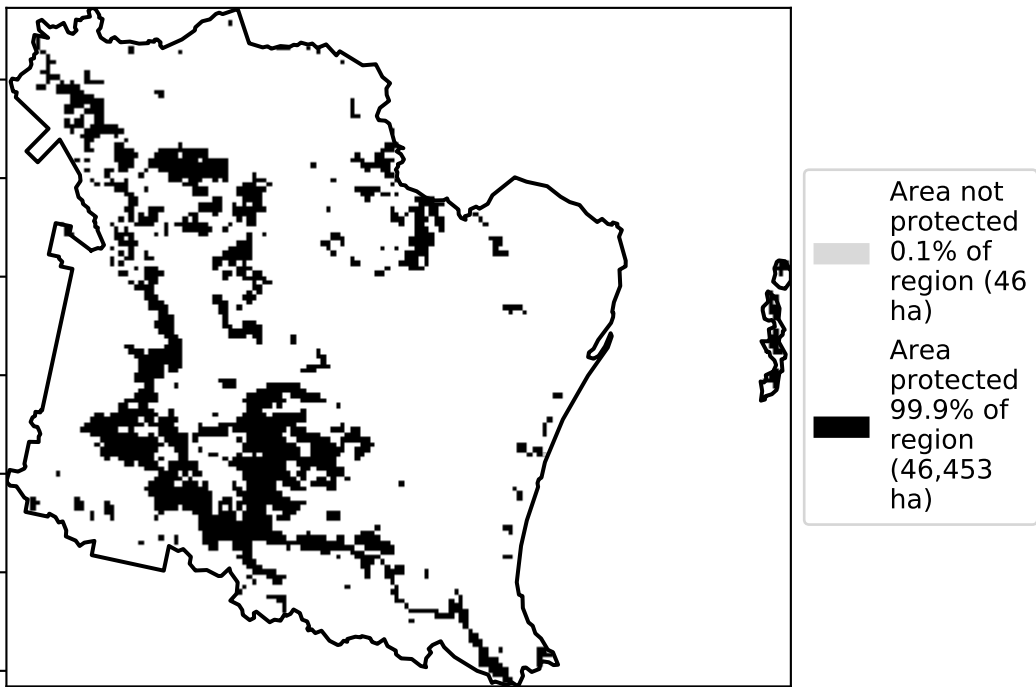 Area not
protected
0.1% of
region (46
ha)
Area
protected
99.9% of
region
(46,453
ha)